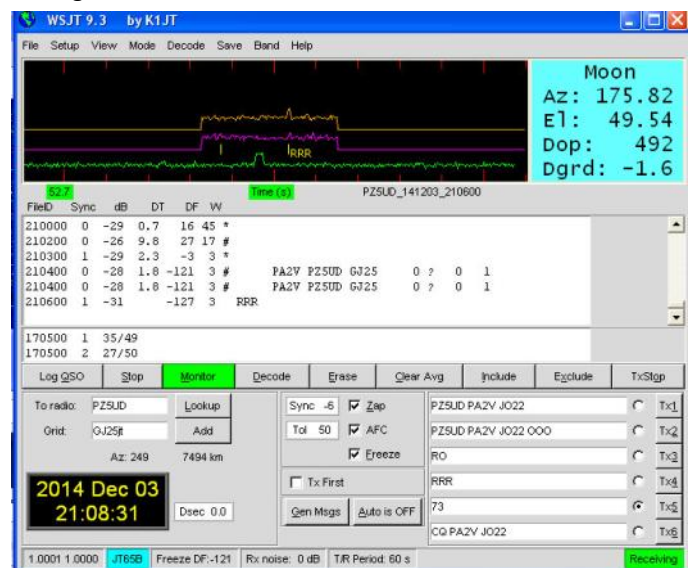 WSJT 9.3 by K1JT
File Setup View Mode Decode Save Band Help
Moon
Az: 175.82
El: 49.54
Dop: 492
Dgrd: -1.6
RRR
52.7 Time (s) PZ5UD_141203_210600
FileID Sync dB DT DF W
210000 0 -29 0.7 16 45 *
210200 0 -26 9.8 27 17 #
210300 1 -29 2.3 -3 3 *
210400 0 -28 1.8 -121 3 # PA2V PZ5UD GJ25 0 ? 0 1
210400 0 -28 1.8 -121 3 # PA2V PZ5UD GJ25 0 ? 0 1
210600 1 -31 -127 3 RRR
170500 1 35/49
170500 2 27/50
Log QSO Stop Monitor Decode Erase Clear Avg Include Exclude TxStop
To radio: PZ5UD Lookup Sync -6 Zap PZ5UD PA2V JO22 Tx1
Grid: GJ25jt Add Tol 50 AFC PZ5UD PA2V JO22 OOO Tx2
Az: 249 7494 km Freeze RO Tx3
2014 Dec 03 Tx First RRR Tx4
21:08:31 Dsec 0.0 Gen Msgs Auto is OFF 73 Tx5
CQ PA2V JO22 Tx6
1.0001 1.0000 JT65B Freeze DF:-121 Rx noise: 0 dB T/R Period: 60 s Receiving